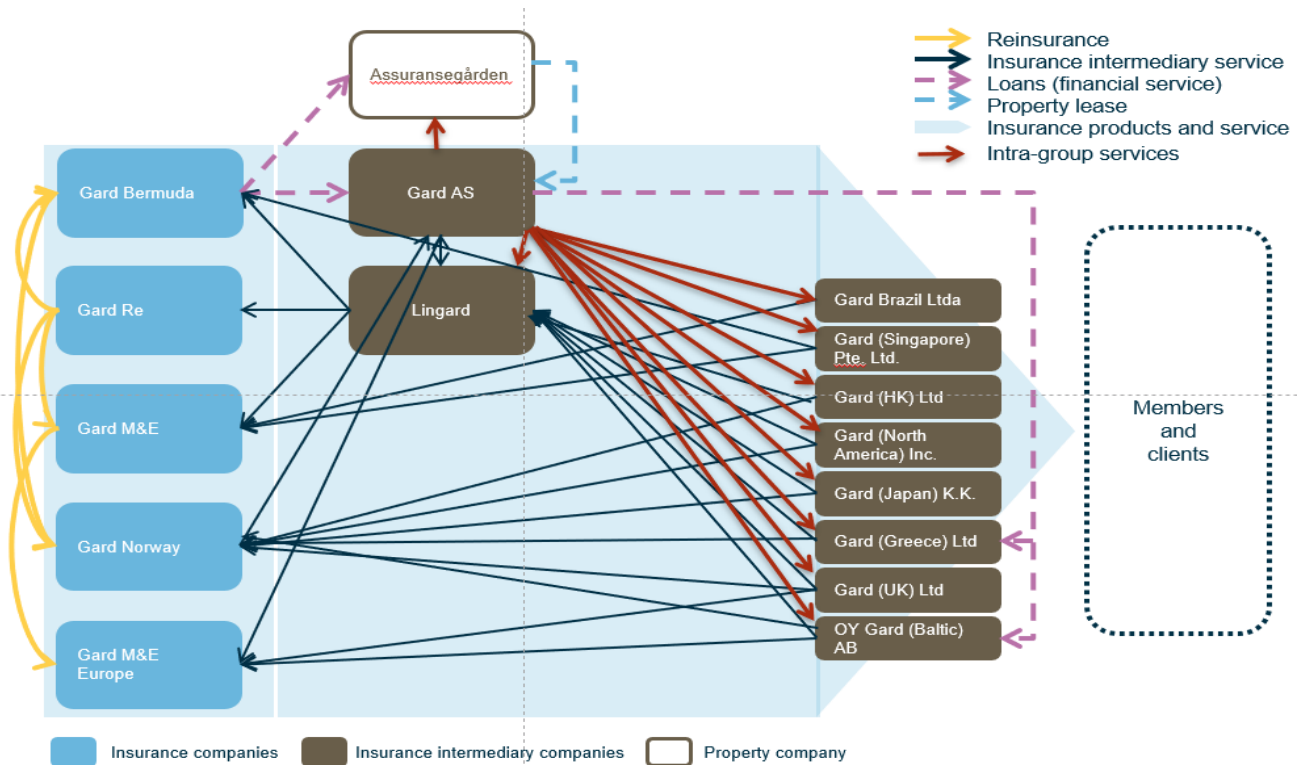 Reinsurance
Insurance intermediary service
Loans (financial service)
Property lease
Insurance products and service
Intra-group services
Assuransegården
Gard Bermuda
Gard AS
Gard Re
Lingard
Gard M&E
Gard Norway
Gard M&E
Europe
Gard Brazil Ltda
Gard (Singapore)
Pte. Ltd.
Gard (HK) Ltd
Gard (North
America) Inc.
Gard (Japan) K.K.
Gard (Greece) Ltd
Gard (UK) Ltd
OY Gard (Baltic)
AB
Members
and
clients
Insurance companies
Insurance intermediary companies
Property company